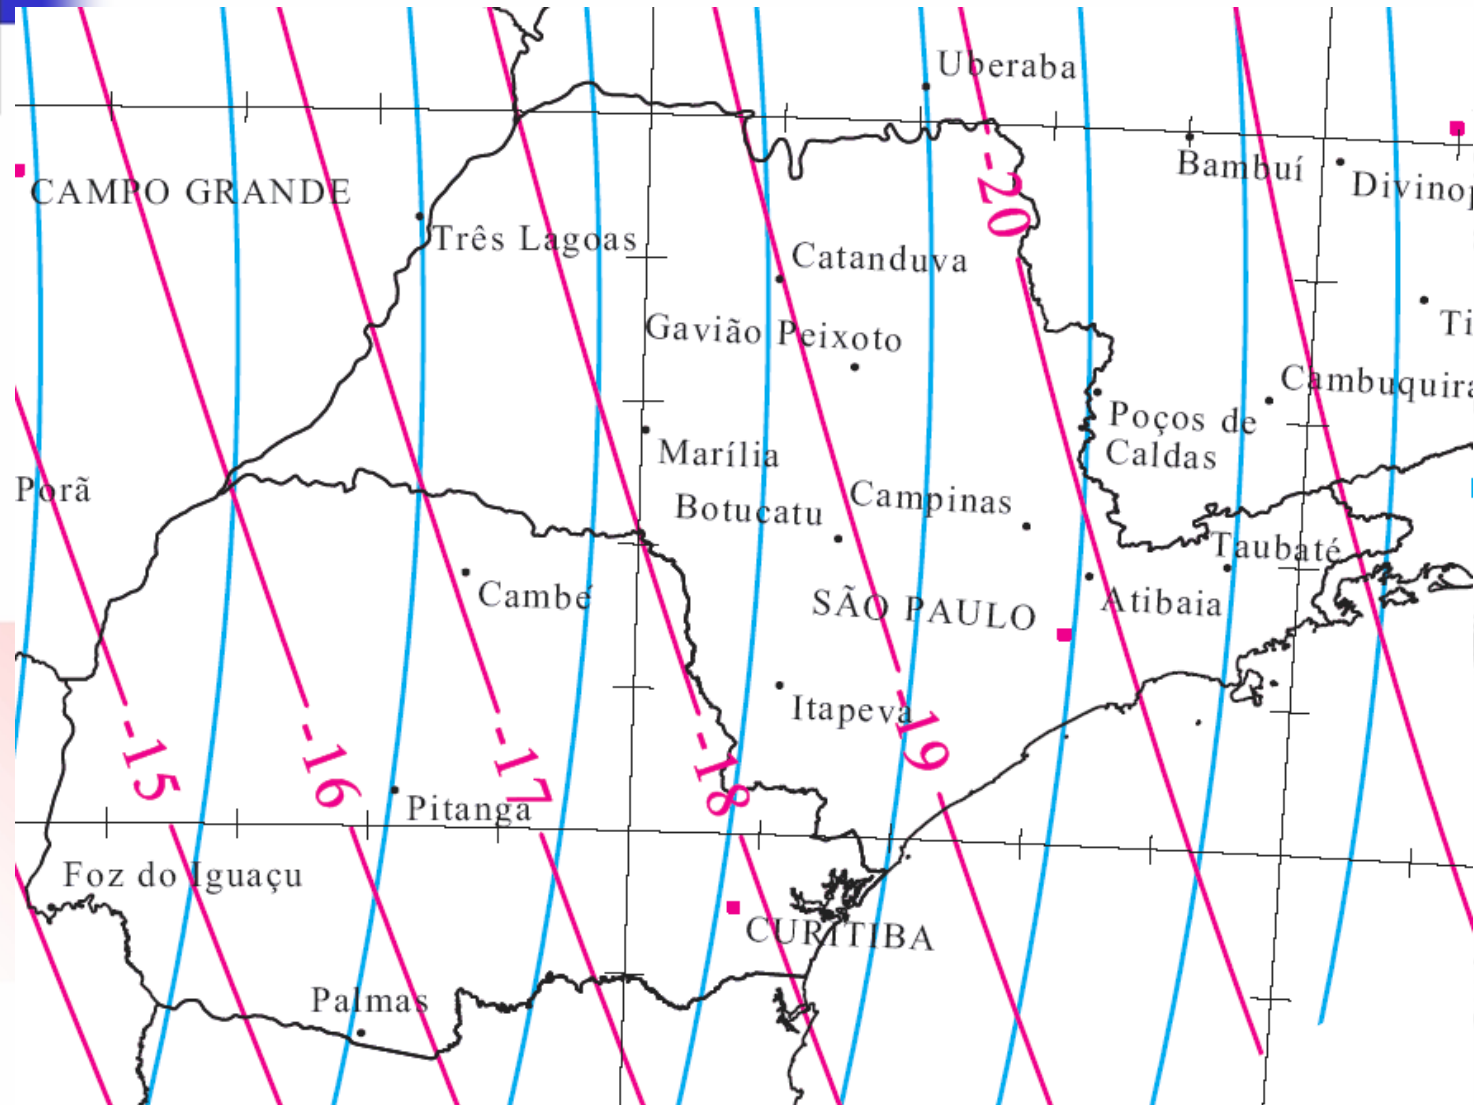 Uberaba
Bambuí
CAMPO GRANDE
-20
Três Lagoas
Catanduva
Gavião Peixoto
Ti
Cambuquira
Poços de
Caldas
Marília
Porã
Campinas
Botucatu
Taubaté
Cambé
SÃO PAULO
Atibaia
Itapeva
-15
-16
-17
-18
-19
Pitanga
Foz do Iguaçu
CURITIBA
Palmas